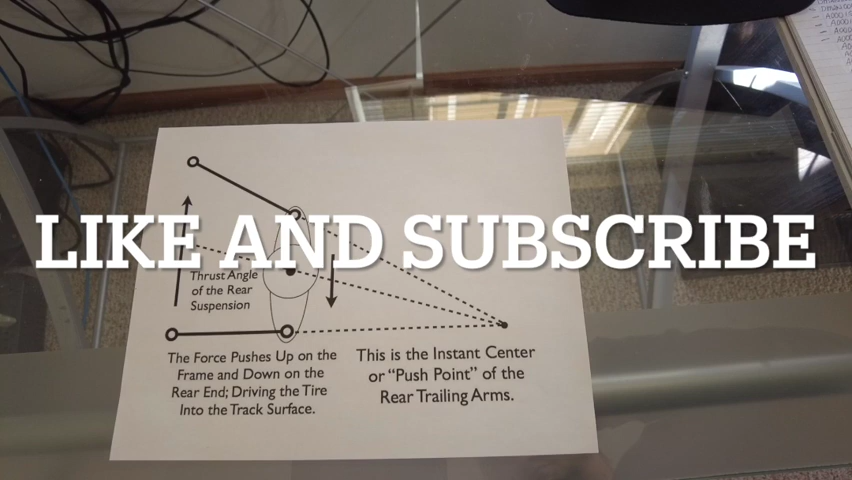 LIKE AND SUBSCRIBE
Thrust Angle
of the Rear
Suspension
The Force Pushes Up on the
Frame and Down on the
Rear End; Driving the Tire
Into the Track Surface.
This is the Instant Center
or “Push Point” of the
Rear Trailing Arms.